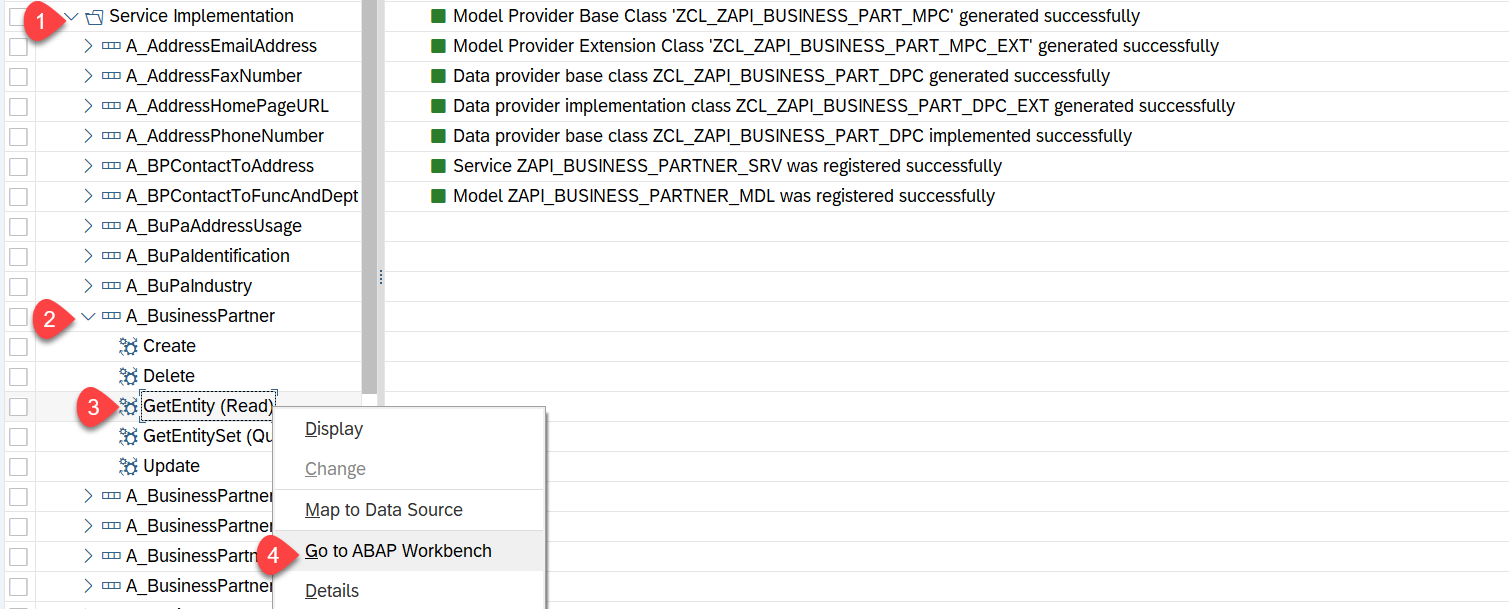 1 Service Implementation
A_AddressEmailAddress
A_AddressFaxNumber
A_AddressHomePageURL
A_AddressPhoneNumber
A_BPContactToAddress
A_BPContactToFuncAndDept
A_BuPaAddressUsage
A_BuPaIdentification
A_BuPaIndustry
2 A_BusinessPartner
Create
Delete
3 GetEntity (Read)
GetEntitySet (Qu
Update
A_BusinessPartner
A_BusinessPartner
A_BusinessPartn
A_BusinessPartner
Display
Change
Map to Data Source
4 Go to ABAP Workbench
Details
Model Provider Base Class 'ZCL_ZAPI_BUSINESS_PART_MPC' generated successfully
Model Provider Extension Class 'ZCL_ZAPI_BUSINESS_PART_MPC_EXT' generated successfully
Data provider base class ZCL_ZAPI_BUSINESS_PART_DPC generated successfully
Data provider implementation class ZCL_ZAPI_BUSINESS_PART_DPC_EXT generated successfully
Data provider base class ZCL_ZAPI_BUSINESS_PART_DPC implemented successfully
Service ZAPI_BUSINESS_PARTNER_SRV was registered successfully
Model ZAPI_BUSINESS_PARTNER_MDL was registered successfully